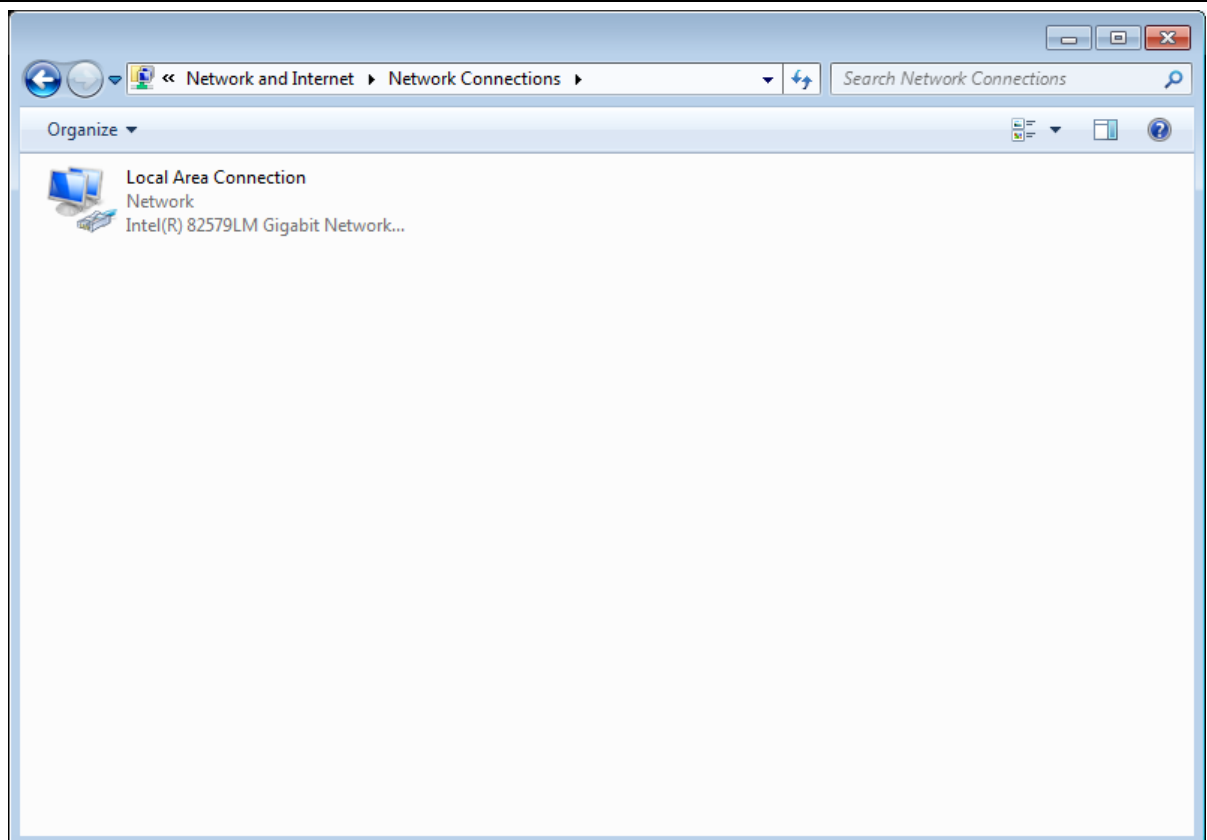 « Network and Internet ▸ Network Connections ▸
Search Network Connections
Organize
Local Area Connection
Network
Intel(R) 82579LM Gigabit Network...